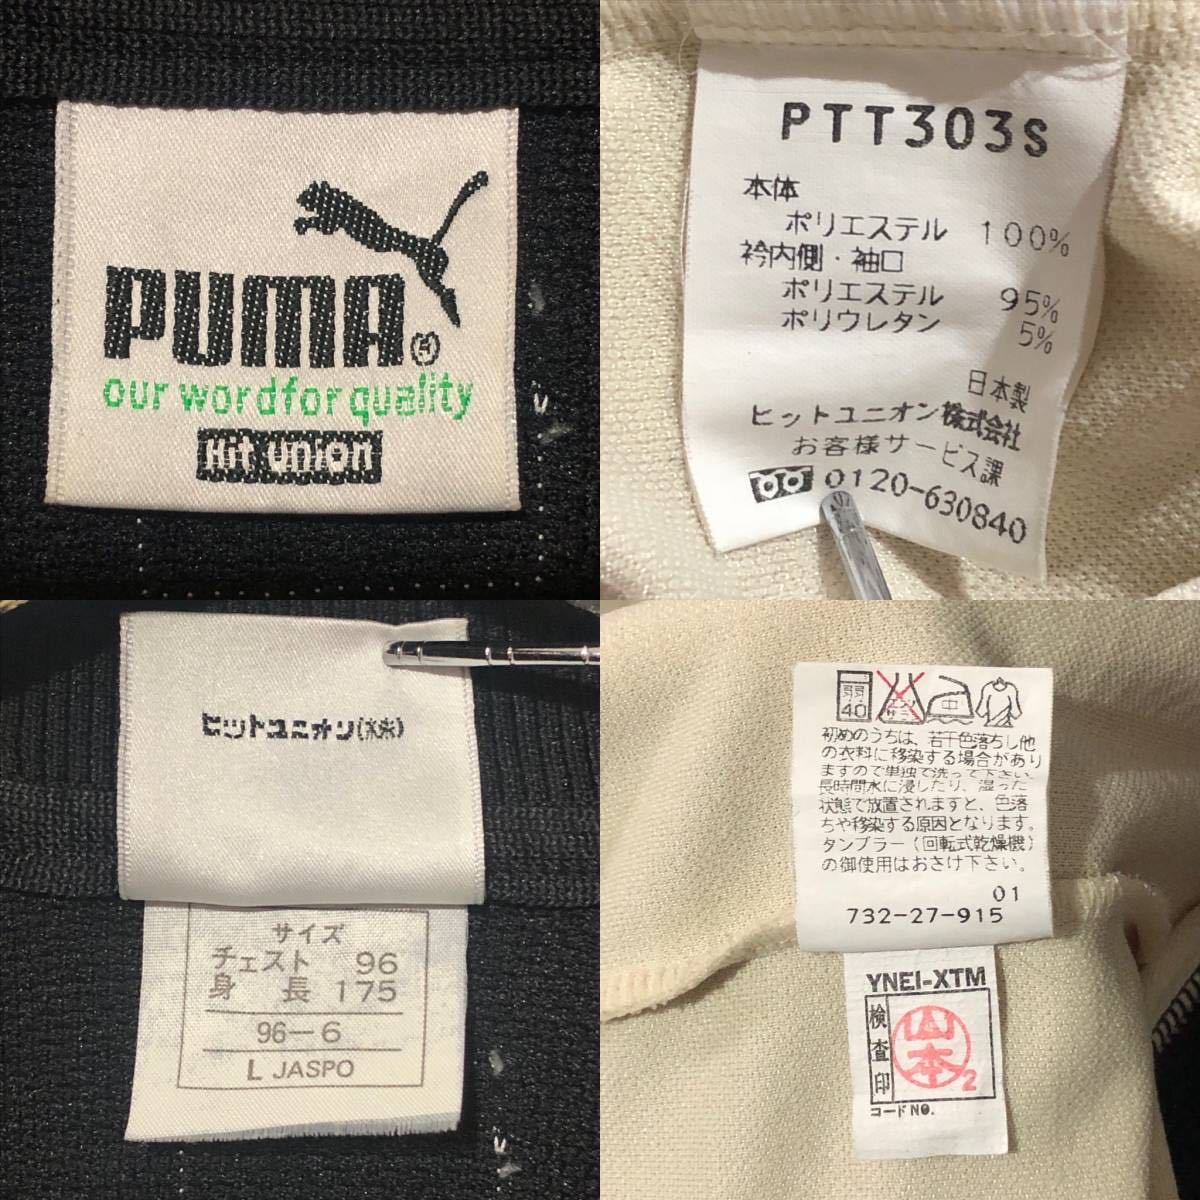 PUMA®
our word for quality
Hit Union
PTT303S
本体
ポリエステル 100%
衿内側・袖口
ポリエステル 95%
ポリウレタン 5%
日本製
ヒットユニオン株式会社
お客様サービス課
0120-630840
ヒットユニオン(株)
サイズ
チェスト 96
身長 175
96-6
L JASPO
弱
40
中
初めのうちは、若干色落ちし他
の衣料に移染する場合があり
ますので単独で洗って下さい。
長時間水に浸したり、湿った
状態で放置されますと、色落
ちや移染する原因となります。
タンブラー(回転式乾燥機)
の御使用はおさけ下さい。
01
732-27-915
YNEI-XTM
検査印
山本
2
コードNO.